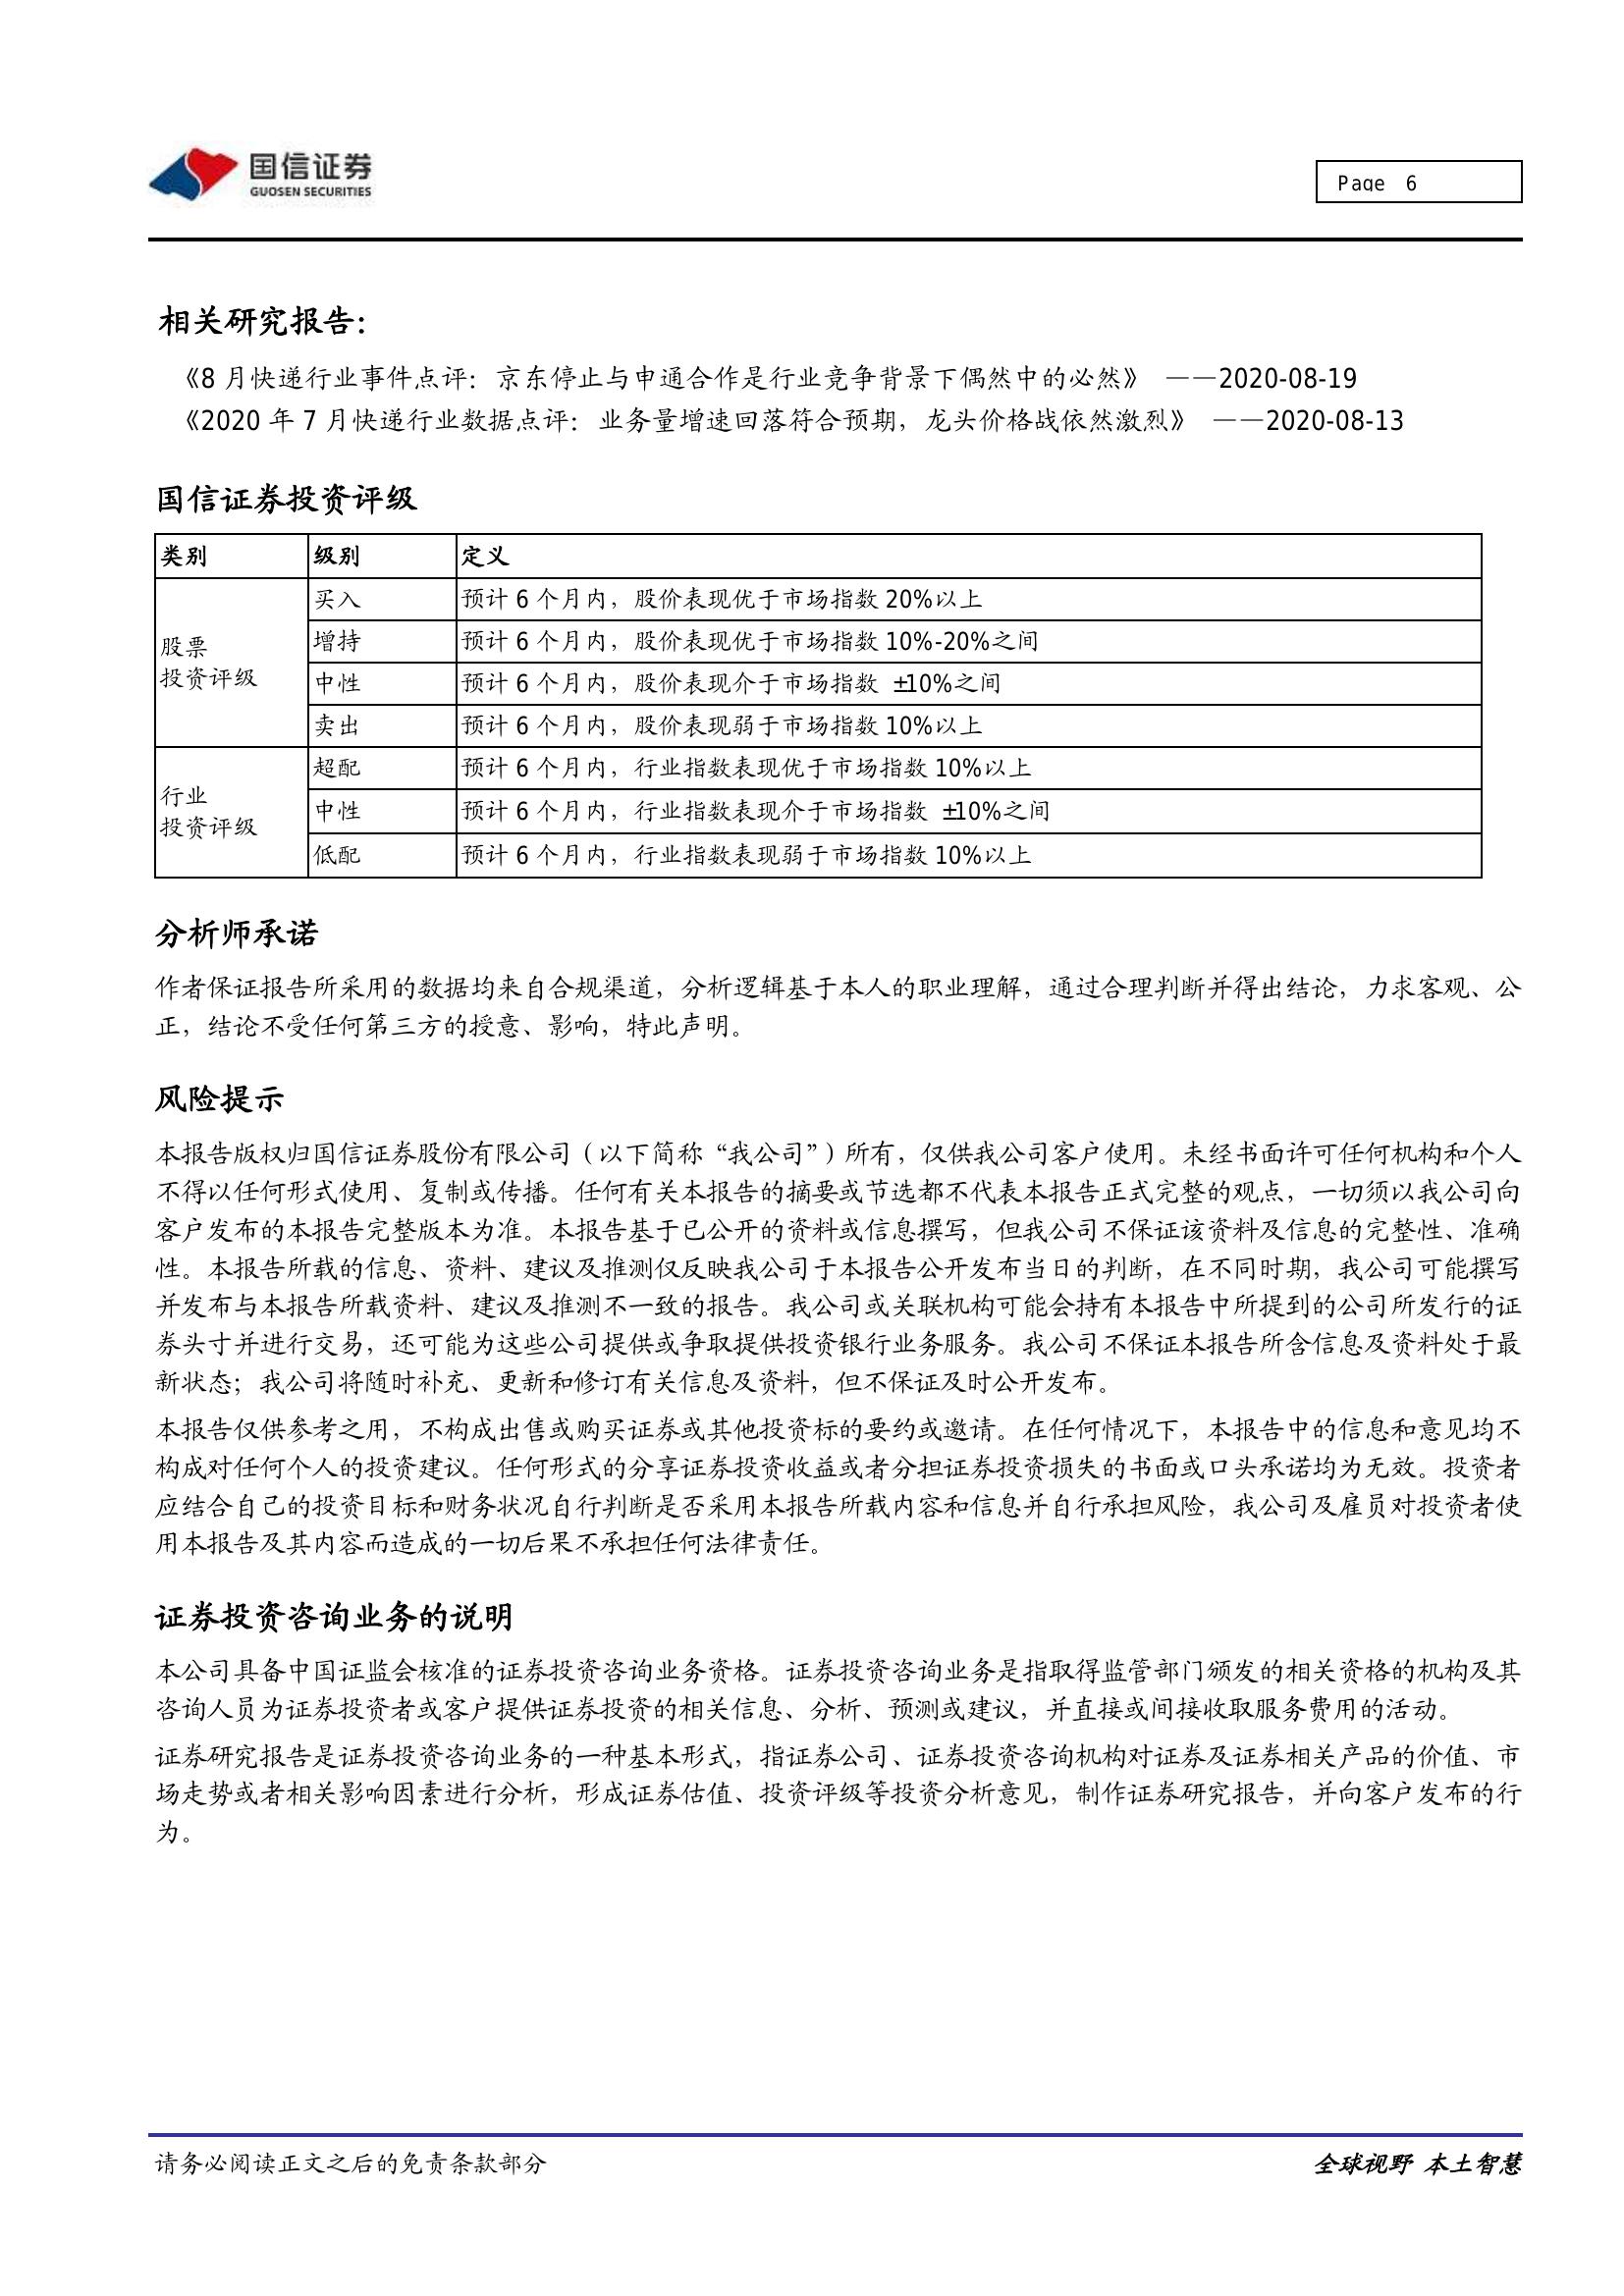 国信证券
GUOSEN SECURITIES
Page 6
相关研究报告：
《8 月快递行业事件点评：京东停止与申通合作是行业竞争背景下偶然中的必然》 ——2020-08-19
《2020 年 7 月快递行业数据点评：业务量增速回落符合预期，龙头价格战依然激烈》 ——2020-08-13
国信证券投资评级
类别 级别 定义
股票
投资评级
买入 预计 6 个月内，股价表现优于市场指数 20%以上
增持 预计 6 个月内，股价表现优于市场指数 10%-20%之间
中性 预计 6 个月内，股价表现介于市场指数 ±10%之间
卖出 预计 6 个月内，股价表现弱于市场指数 10%以上
行业
投资评级
超配 预计 6 个月内，行业指数表现优于市场指数 10%以上
中性 预计 6 个月内，行业指数表现介于市场指数 ±10%之间
低配 预计 6 个月内，行业指数表现弱于市场指数 10%以上
分析师承诺
作者保证报告所采用的数据均来自合规渠道，分析逻辑基于本人的职业理解，通过合理判断并得出结论，力求客观、公
正，结论不受任何第三方的授意、影响，特此声明。
风险提示
本报告版权归国信证券股份有限公司（以下简称“我公司”）所有，仅供我公司客户使用。未经书面许可任何机构和个人
不得以任何形式使用、复制或传播。任何有关本报告的摘要或节选都不代表本报告正式完整的观点，一切须以我公司向
客户发布的本报告完整版本为准。本报告基于已公开的资料或信息撰写，但我公司不保证该资料及信息的完整性、准确
性。本报告所载的信息、资料、建议及推测仅反映我公司于本报告公开发布当日的判断，在不同时期，我公司可能撰写
并发布与本报告所载资料、建议及推测不一致的报告。我公司或关联机构可能会持有本报告中所提到的公司所发行的证
券头寸并进行交易，还可能为这些公司提供或争取提供投资银行业务服务。我公司不保证本报告所含信息及资料处于最
新状态；我公司将随时补充、更新和修订有关信息及资料，但不保证及时公开发布。
本报告仅供参考之用，不构成出售或购买证券或其他投资标的要约或邀请。在任何情况下，本报告中的信息和意见均不
构成对任何个人的投资建议。任何形式的分享证券投资收益或者分担证券投资损失的书面或口头承诺均为无效。投资者
应结合自己的投资目标和财务状况自行判断是否采用本报告所载内容和信息并自行承担风险，我公司及雇员对投资者使
用本报告及其内容而造成的一切后果不承担任何法律责任。
证券投资咨询业务的说明
本公司具备中国证监会核准的证券投资咨询业务资格。证券投资咨询业务是指取得监管部门颁发的相关资格的机构及其
咨询人员为证券投资者或客户提供证券投资的相关信息、分析、预测或建议，并直接或间接收取服务费用的活动。
证券研究报告是证券投资咨询业务的一种基本形式，指证券公司、证券投资咨询机构对证券及证券相关产品的价值、市
场走势或者相关影响因素进行分析，形成证券估值、投资评级等投资分析意见，制作证券研究报告，并向客户发布的行
为。
请务必阅读正文之后的免责条款部分
全球视野 本土智慧